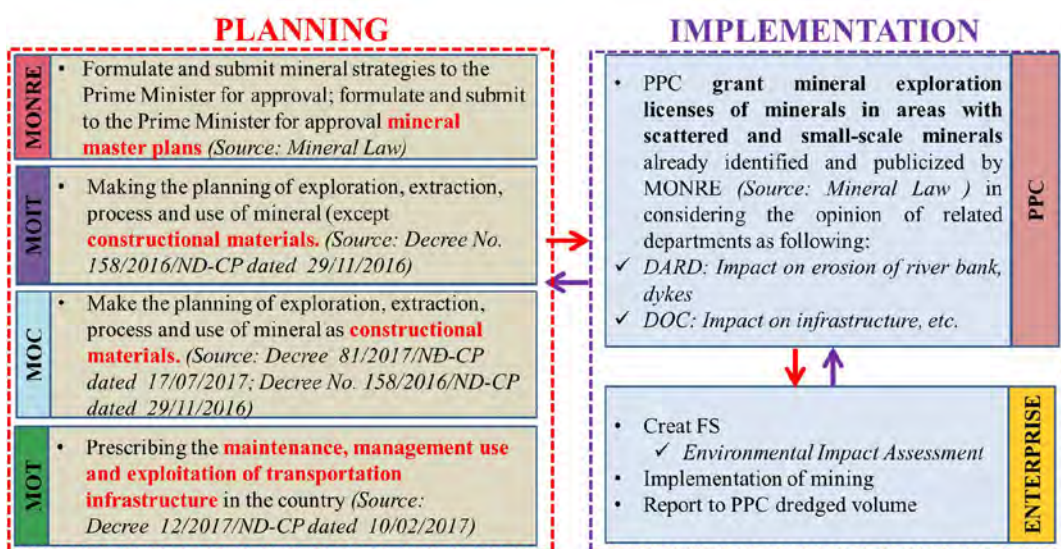 PLANNING
MONRE
• Formulate and submit mineral strategies to the
Prime Minister for approval; formulate and submit
to the Prime Minister for approval mineral
master plans (Source: Mineral Law)
MOIT
• Making the planning of exploration, extraction,
process and use of mineral (except
constructional materials. (Source: Decree No.
158/2016/ND-CP dated 29/11/2016)
MOC
• Make the planning of exploration, extraction,
process and use of mineral as constructional
materials. (Source: Decree 81/2017/NĐ-CP
dated 17/07/2017; Decree No. 158/2016/ND-CP
dated 29/11/2016)
MOT
• Prescribing the maintenance, management use
and exploitation of transportation
infrastructure in the country (Source:
Decree 12/2017/ND-CP dated 10/02/2017)
IMPLEMENTATION
• PPC grant mineral exploration
licenses of minerals in areas with
scattered and small-scale minerals
already identified and publicized by
MONRE (Source: Mineral Law ) in
considering the opinion of related
departments as following:
✓ DARD: Impact on erosion of river bank,
dykes
✓ DOC: Impact on infrastructure, etc.
PPC
• Creat FS
✓ Environmental Impact Assessment
• Implementation of mining
• Report to PPC dredged volume
ENTERPRISE